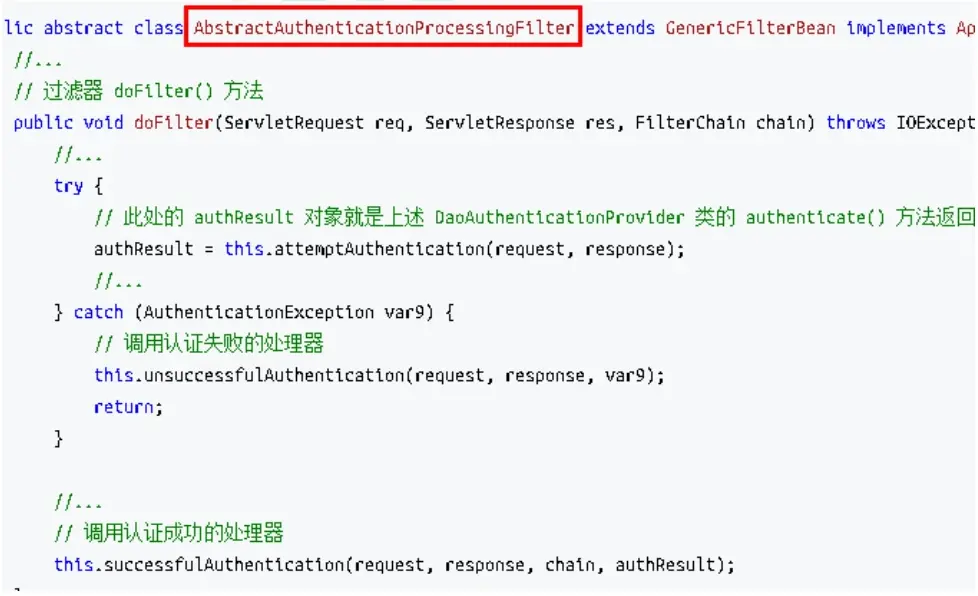 lic abstract class AbstractAuthenticationProcessingFilter extends GenericFilterBean implements Ap
//...
// 过滤器 doFilter() 方法
public void doFilter(ServletRequest req, ServletResponse res, FilterChain chain) throws IOExcept
//...
try {
// 此处的 authResult 对象就是上述 DaoAuthenticationProvider 类的 authenticate() 方法返回
authResult = this.attemptAuthentication(request, response);
//...
} catch (AuthenticationException var9) {
// 调用认证失败的处理器
this.unsuccessfulAuthentication(request, response, var9);
return;
}
//...
// 调用认证成功的处理器
this.successfulAuthentication(request, response, chain, authResult);